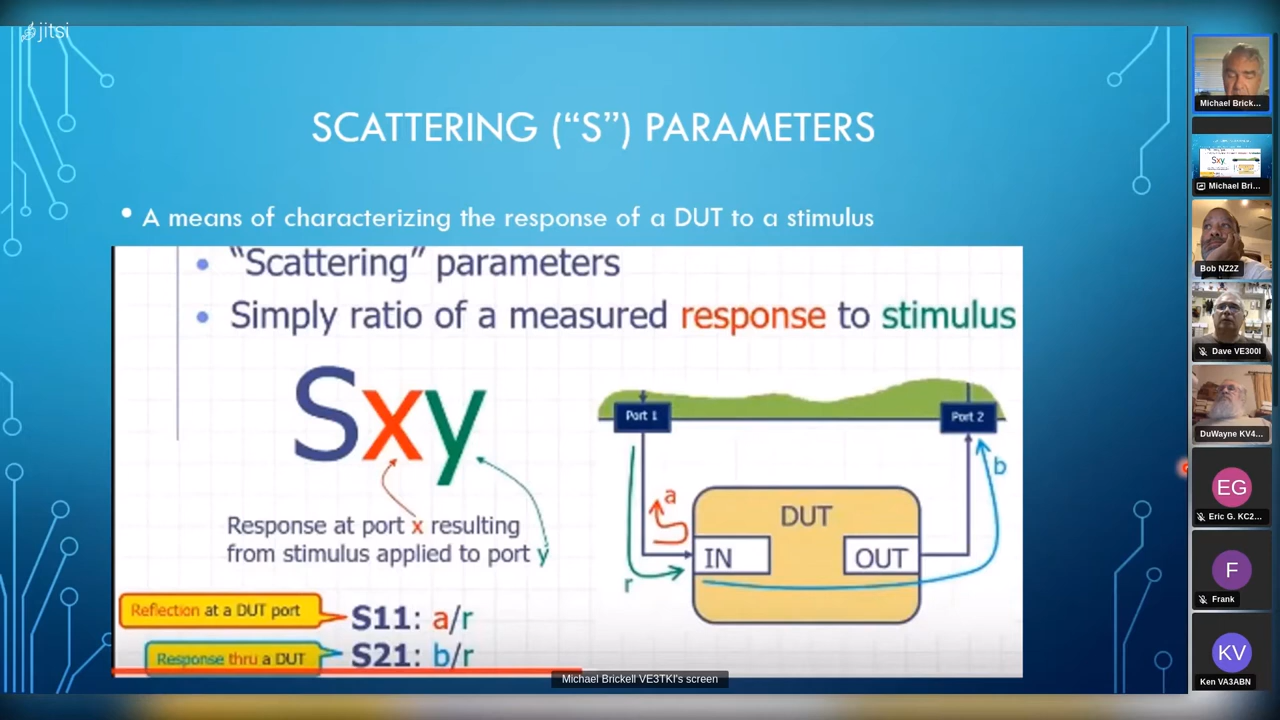 jitsi
SCATTERING (“S”) PARAMETERS
• A means of characterizing the response of a DUT to a stimulus
• “Scattering” parameters
• Simply ratio of a measured response to stimulus
Sxy
Response at port x resulting
from stimulus applied to port y
Reflection at a DUT port
S11: a/r
Response thru a DUT
S21: b/r
Port 1
Port 2
a
b
r
DUT
IN
OUT
Michael Brickell VE3TKI's screen
Michael Brick...
Michael Bri...
Bob NZ2Z
Dave VE3OOI
DuWayne KV4...
EG
Eric G. KC2...
F
Frank
KV
Ken VA3ABN